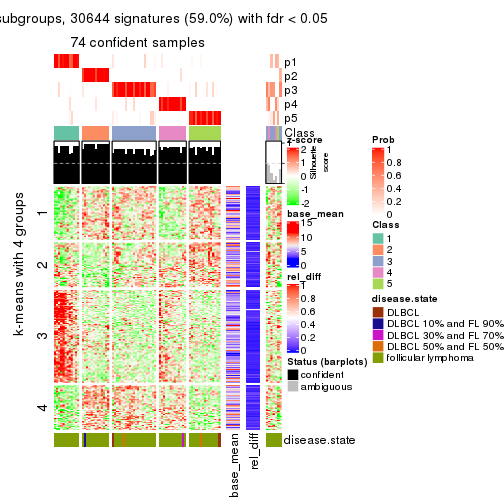 subgroups, 30644 signatures (59.0%) with fdr < 0.05
74 confident samples
p1
p2
p3
p4
p5
Class
1
2
3
4
k-means with 4 groups
base_mean
rel_diff
disease.state
z-score
2
1
0
-1
-2
Silhouette
score
base_mean
15
10
5
0
rel_diff
1
0.8
0.6
0.4
0.2
0
Status (barplots)
confident
ambiguous
Prob
1
0.8
0.6
0.4
0.2
0
Class
1
2
3
4
5
disease.state
DLBCL
DLBCL 10% and FL 90%
DLBCL 30% and FL 70%
DLBCL 50% and FL 50%
follicular lymphoma